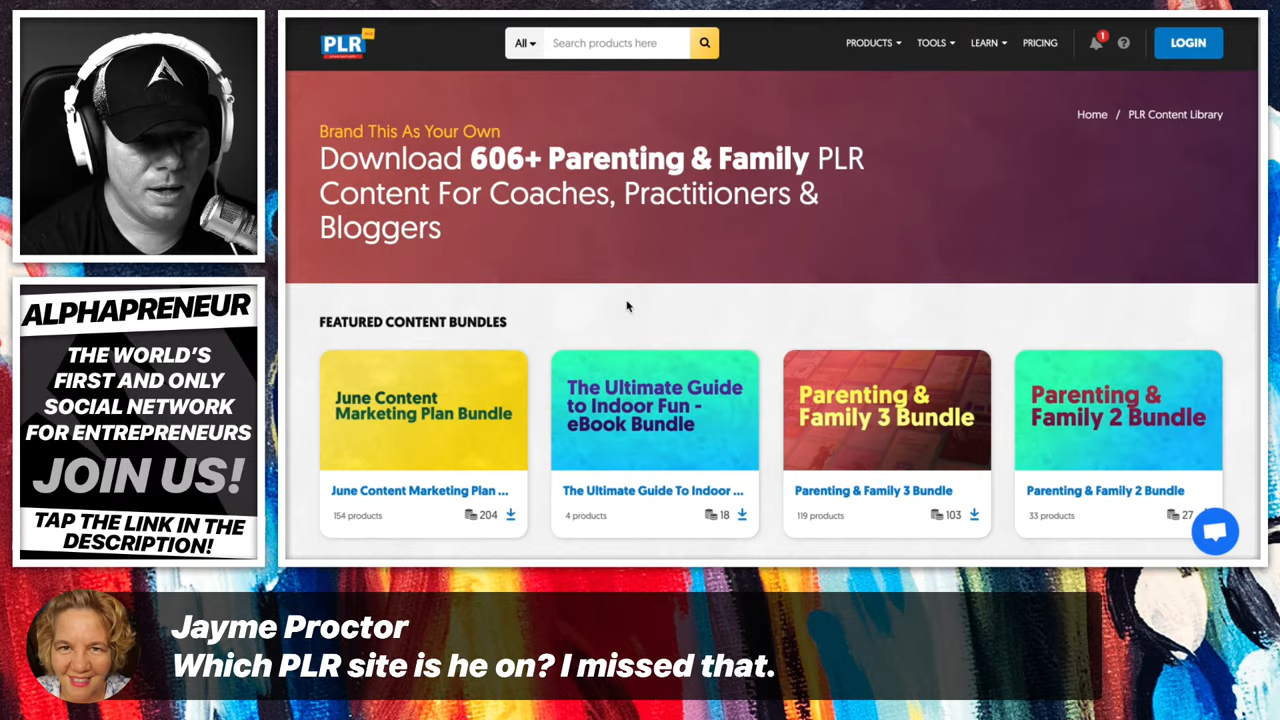 PLR
All
Search products here
PRODUCTS
TOOLS
LEARN
PRICING
1
LOGIN
Home / PLR Content Library
Brand This As Your Own
Download 606+ Parenting & Family PLR
Content For Coaches, Practitioners &
Bloggers
FEATURED CONTENT BUNDLES
June Content
Marketing Plan Bundle
June Content Marketing Plan ...
154 products
204
The Ultimate Guide
to Indoor Fun -
eBook Bundle
The Ultimate Guide To Indoor ...
4 products
18
Parenting &
Family 3 Bundle
Parenting & Family 3 Bundle
119 products
103
Parenting &
Family 2 Bundle
Parenting & Family 2 Bundle
33 products
27
ALPHAPRENEUR
THE WORLD'S
FIRST AND ONLY
SOCIAL NETWORK
FOR ENTREPRENEURS
JOIN US!
TAP THE LINK IN THE
DESCRIPTION!
Jayme Proctor
Which PLR site is he on? I missed that.